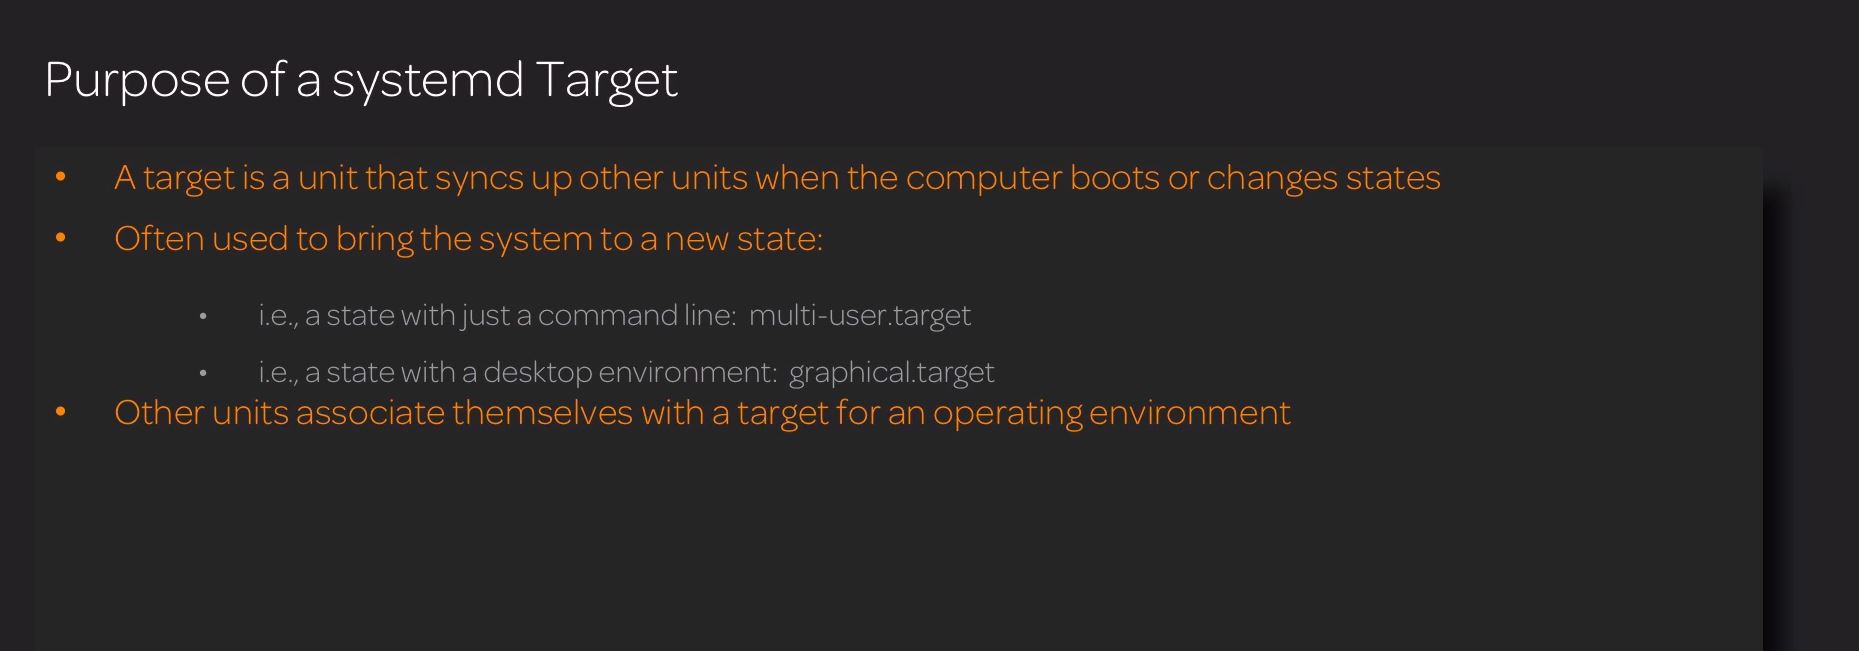 Purpose of a systemd Target
• A target is a unit that syncs up other units when the computer boots or changes states
• Often used to bring the system to a new state:
• i.e., a state with just a command line: multi-user.target
• i.e., a state with a desktop environment: graphical.target
• Other units associate themselves with a target for an operating environment